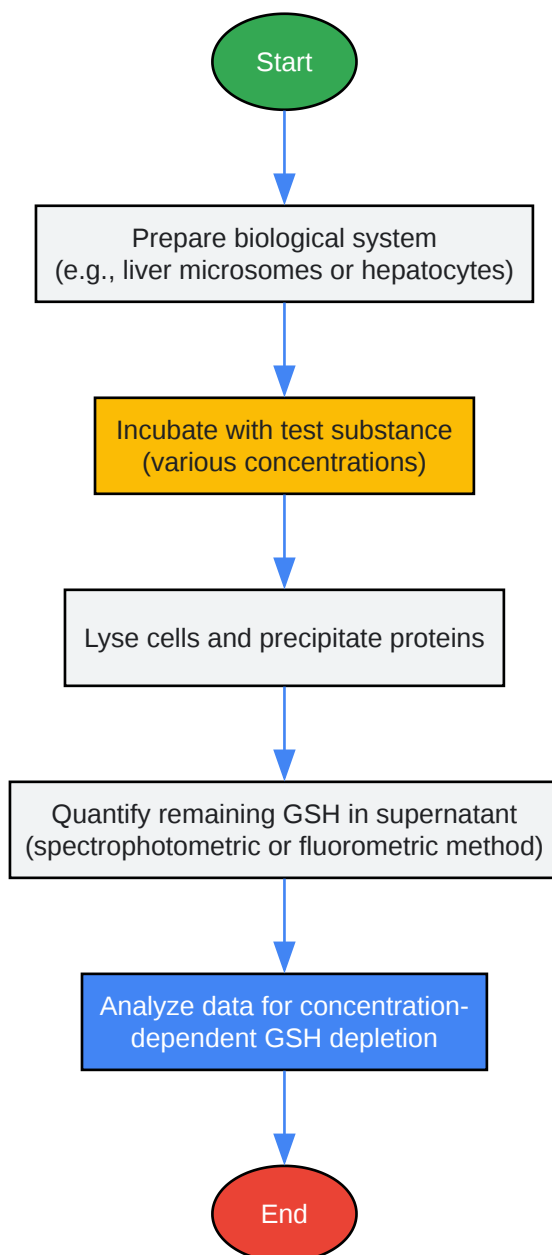 Start
Prepare biological system
(e.g., liver microsomes or hepatocytes)
Incubate with test substance
(various concentrations)
Lyse cells and precipitate proteins
Quantify remaining GSH in supernatant
(spectrophotometric or fluorometric method)
Analyze data for concentration-
dependent GSH depletion
End